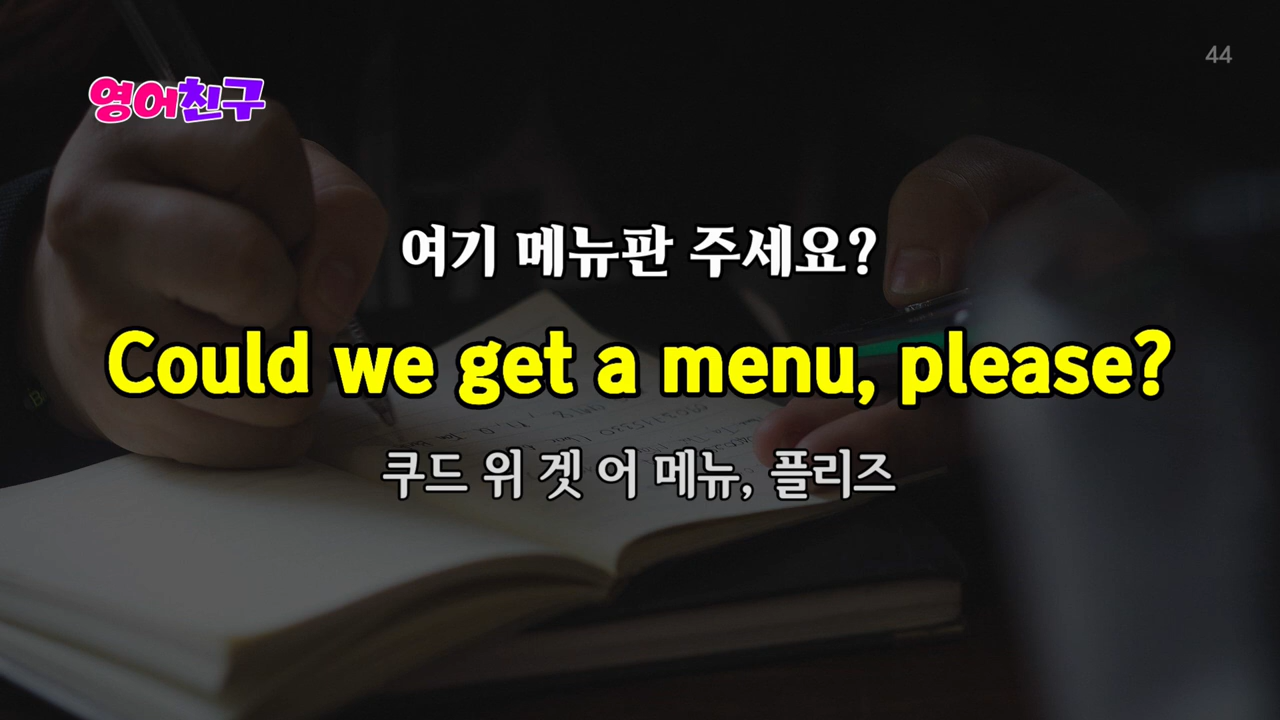 44
영어친구
여기 메뉴판 주세요?
Could we get a menu, please?
쿠드 위 겟 어 메뉴, 플리즈